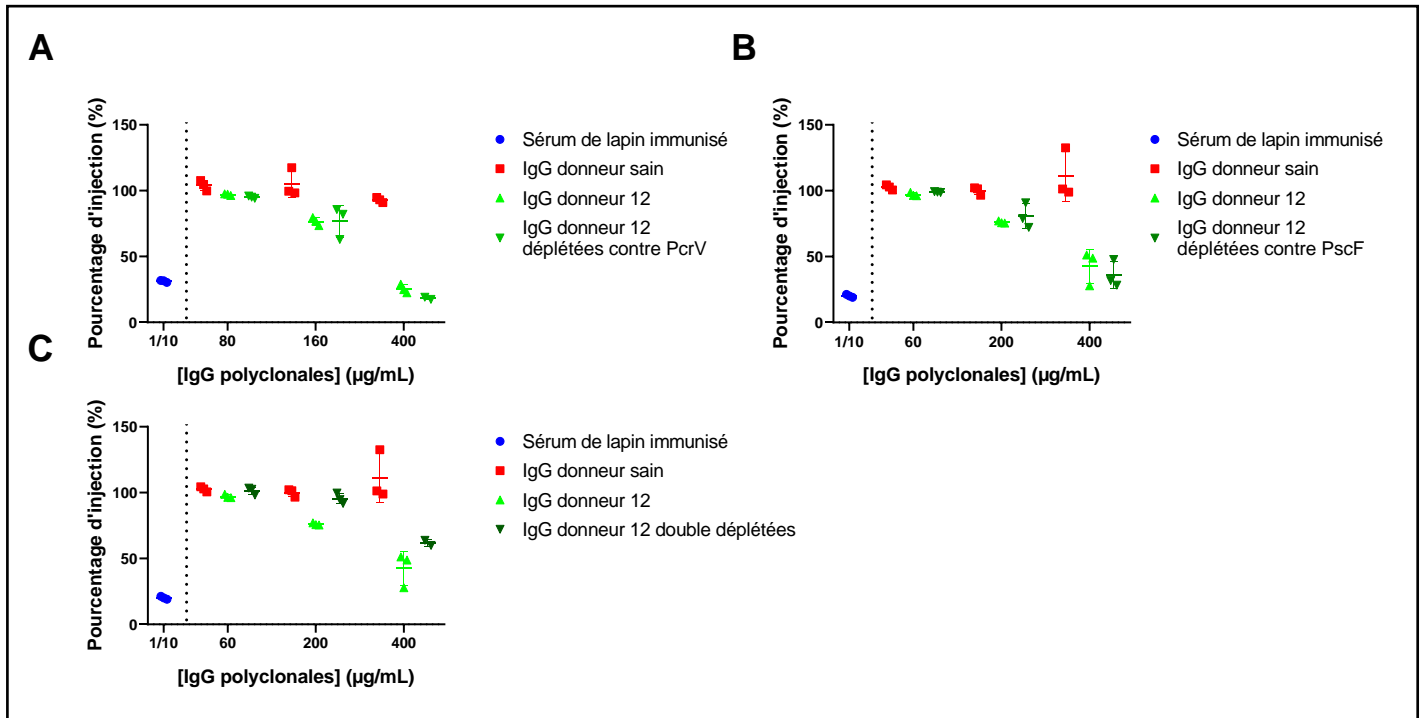 A
Pourcentage d'injection (%)
150
100
50
0
1/10
80
160
400
[IgG polyclonales] (µg/mL)
Sérum de lapin immunisé
IgG donneur sain
IgG donneur 12
IgG donneur 12
déplétées contre PcrV
B
Pourcentage d'injection (%)
150
100
50
0
1/10
60
200
400
[IgG polyclonales] (µg/mL)
Sérum de lapin immunisé
IgG donneur sain
IgG donneur 12
IgG donneur 12
déplétées contre PscF
C
Pourcentage d'injection (%)
150
100
50
0
1/10
60
200
400
[IgG polyclonales] (µg/mL)
Sérum de lapin immunisé
IgG donneur sain
IgG donneur 12
IgG donneur 12 double déplétées